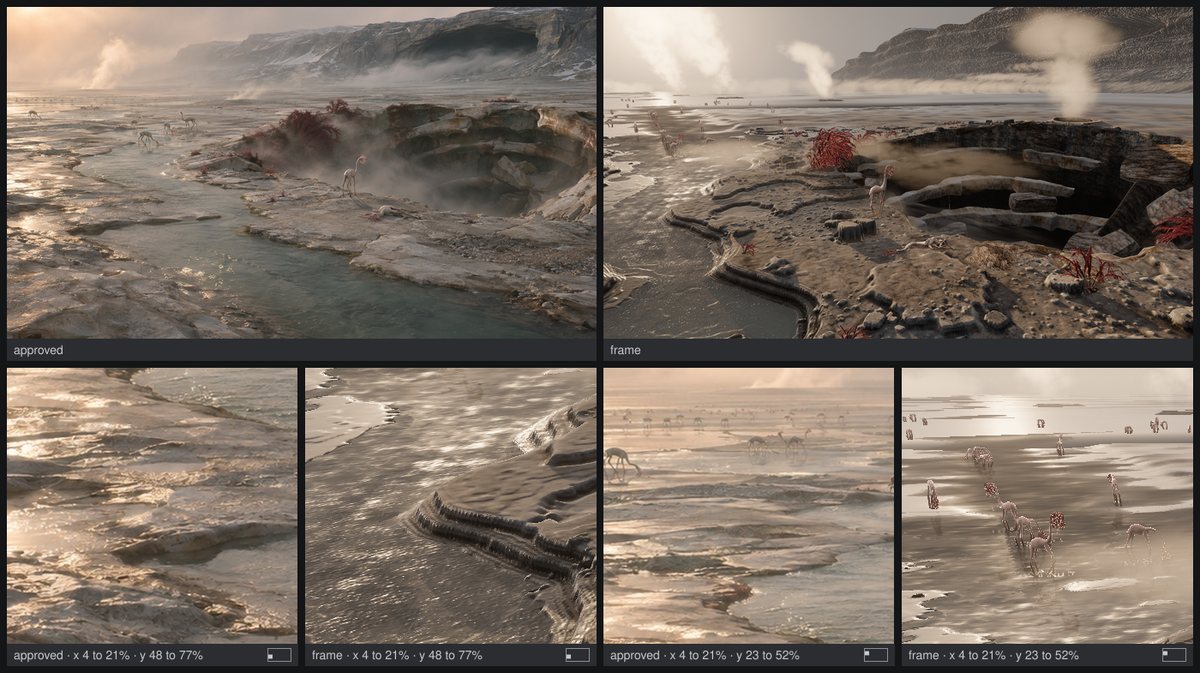 approved
frame
approved · x 4 to 21% · y 48 to 77%
frame · x 4 to 21% · y 48 to 77%
approved · x 4 to 21% · y 23 to 52%
frame · x 4 to 21% · y 23 to 52%